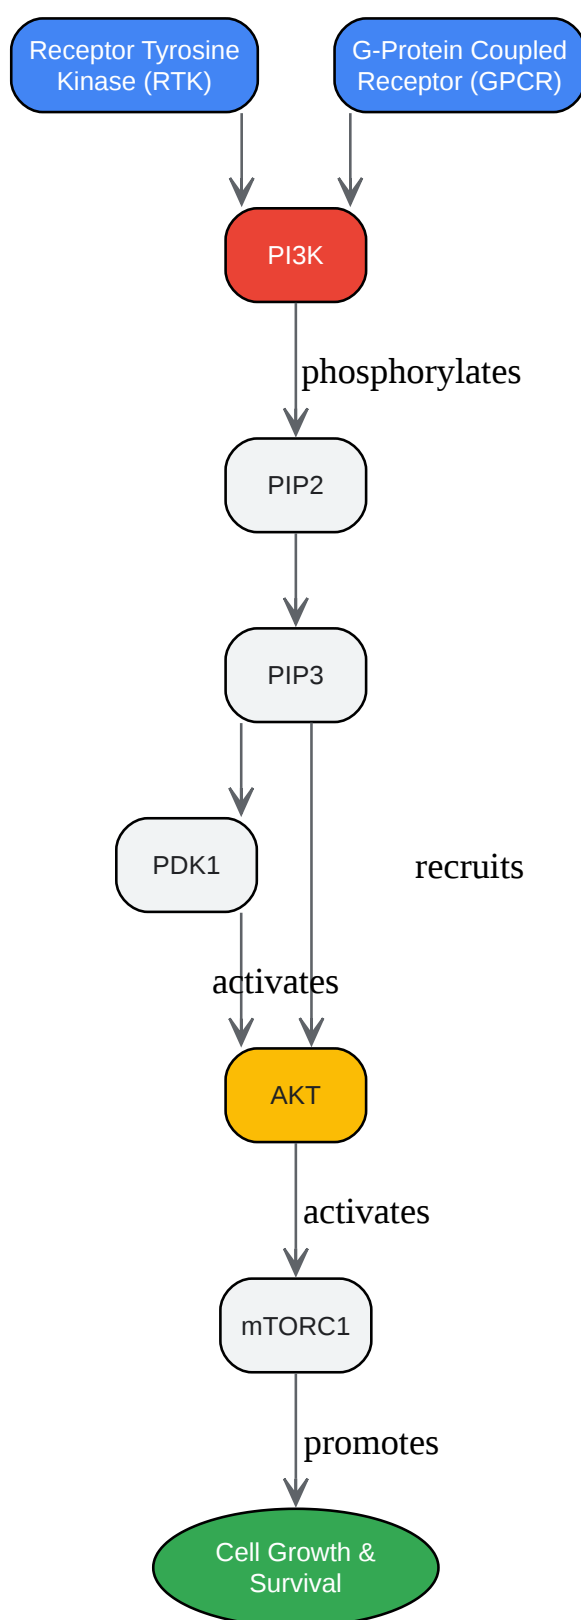 Receptor Tyrosine
Kinase (RTK)
G-Protein Coupled
Receptor (GPCR)
PI3K
phosphorylates
PIP2
PIP3
PDK1
recruits
activates
AKT
activates
mTORC1
promotes
Cell Growth &
Survival